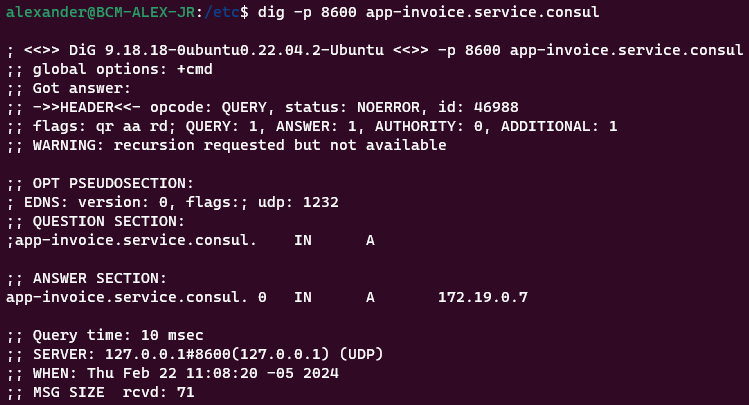 alexander@BCM-ALEX-JR:/etc$ dig -p 8600 app-invoice.service.consul
; <<>> DiG 9.18.18-0ubuntu0.22.04.2-Ubuntu <<>> -p 8600 app-invoice.service.consul
;; global options: +cmd
;; Got answer:
;; ->>HEADER<<- opcode: QUERY, status: NOERROR, id: 46988
;; flags: qr aa rd; QUERY: 1, ANSWER: 1, AUTHORITY: 0, ADDITIONAL: 1
;; WARNING: recursion requested but not available
;; OPT PSEUDOSECTION:
; EDNS: version: 0, flags:; udp: 1232
;; QUESTION SECTION:
;app-invoice.service.consul.    IN      A
;; ANSWER SECTION:
app-invoice.service.consul. 0   IN      A       172.19.0.7
;; Query time: 10 msec
;; SERVER: 127.0.0.1#8600(127.0.0.1) (UDP)
;; WHEN: Thu Feb 22 11:08:20 -05 2024
;; MSG SIZE  rcvd: 71